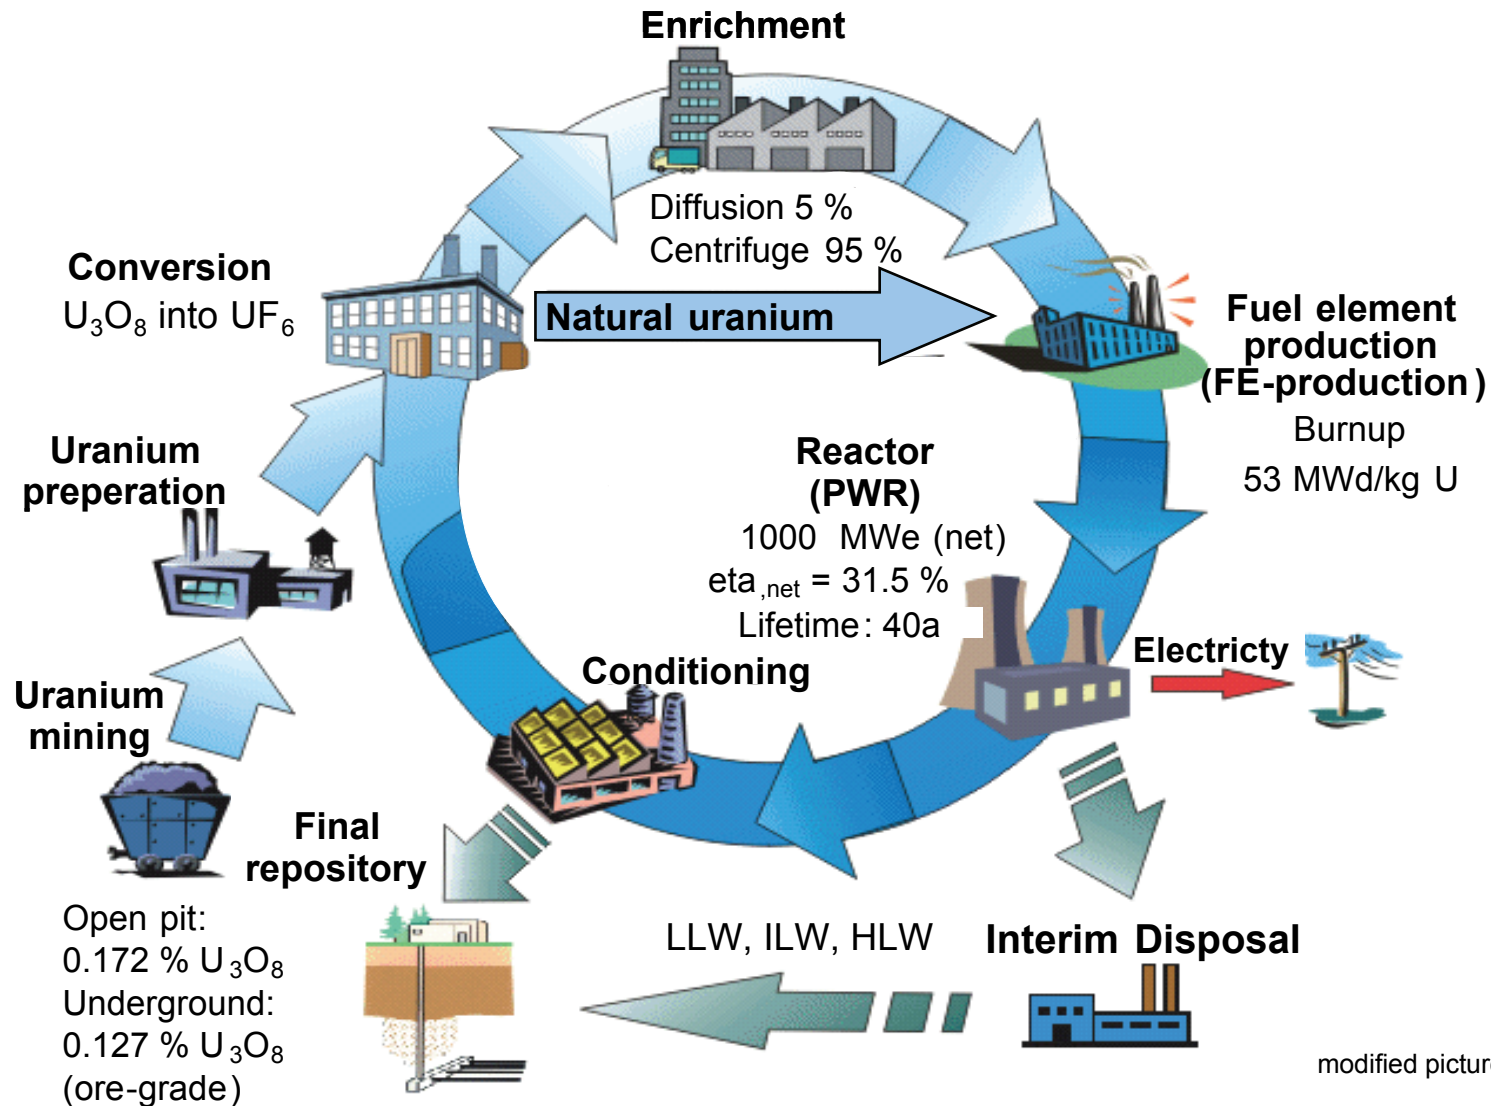 Enrichment
Diffusion 5 %
Centrifuge 95 %
Conversion
U₃O₈ into UF₆
Natural uranium
Fuel element
production
(FE-production)
Burnup
53 MWd/kg U
Uranium
preperation
Reactor
(PWR)
1000 MWe (net)
eta,net = 31.5 %
Lifetime: 40a
Electricty
Conditioning
Uranium
mining
Final
repository
Open pit:
0.172 % U₃O₈
Underground:
0.127 % U₃O₈
(ore-grade)
LLW, ILW, HLW
Interim Disposal
modified picture